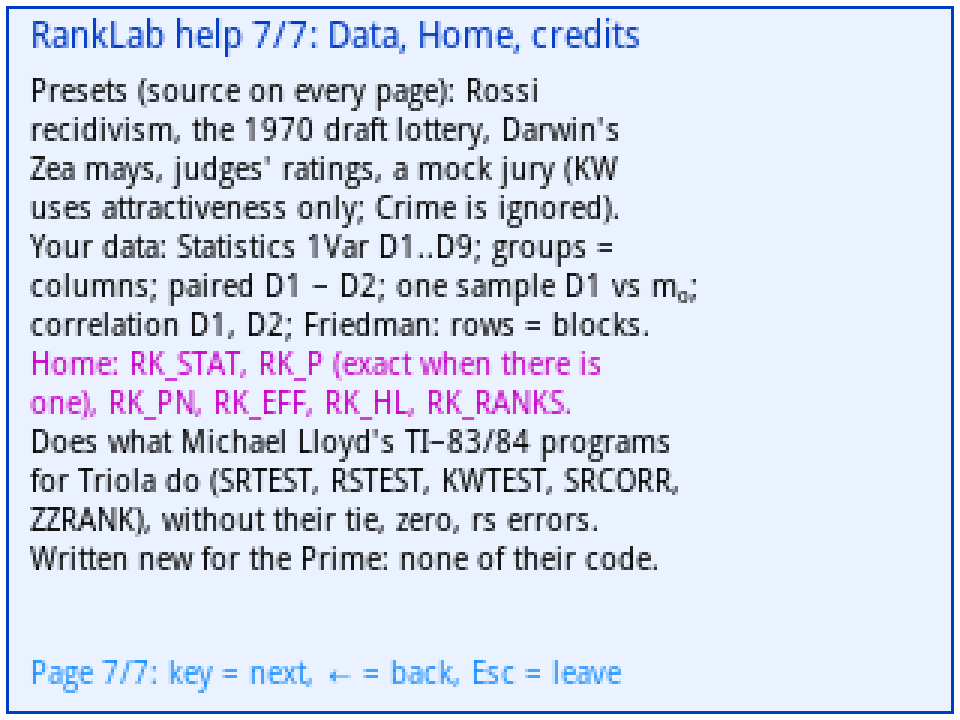 RankLab help 7/7: Data, Home, credits
Presets (source on every page): Rossi
recidivism, the 1970 draft lottery, Darwin's
Zea mays, judges' ratings, a mock jury (KW
uses attractiveness only; Crime is ignored).
Your data: Statistics 1Var D1..D9; groups =
columns; paired D1 − D2; one sample D1 vs m₀;
correlation D1, D2; Friedman: rows = blocks.
Home: RK_STAT, RK_P (exact when there is
one), RK_PN, RK_EFF, RK_HL, RK_RANKS.
Does what Michael Lloyd's TI−83/84 programs
for Triola do (SRTEST, RSTEST, KWTEST, SRCORR,
ZZRANK), without their tie, zero, rs errors.
Written new for the Prime: none of their code.
Page 7/7: key = next, ← = back, Esc = leave